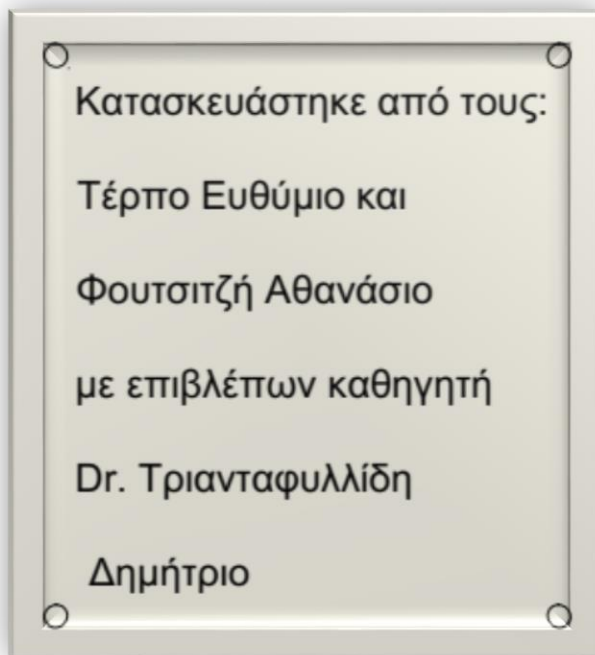 Κατασκευάστηκε από τους:
Τέρπο Ευθύμιο και
Φουτσιτζή Αθανάσιο
με επιβλέπων καθηγητή
Dr. Τριανταφυλλίδη
Δημήτριο